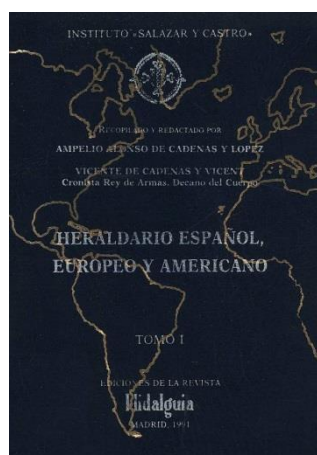 INSTITUTO «SALAZAR Y CASTRO»
RECOPILADO Y REDACTADO POR
AMPELIO ALONSO DE CADENAS Y LOPEZ
VICENTE DE CADENAS Y VICENT
Cronista Rey de Armas. Decano del Cuerpo
HERALDARIO ESPAÑOL,
EUROPEO Y AMERICANO
TOMO I
EDICIONES DE LA REVISTA
Hidalguia
MADRID, 1991